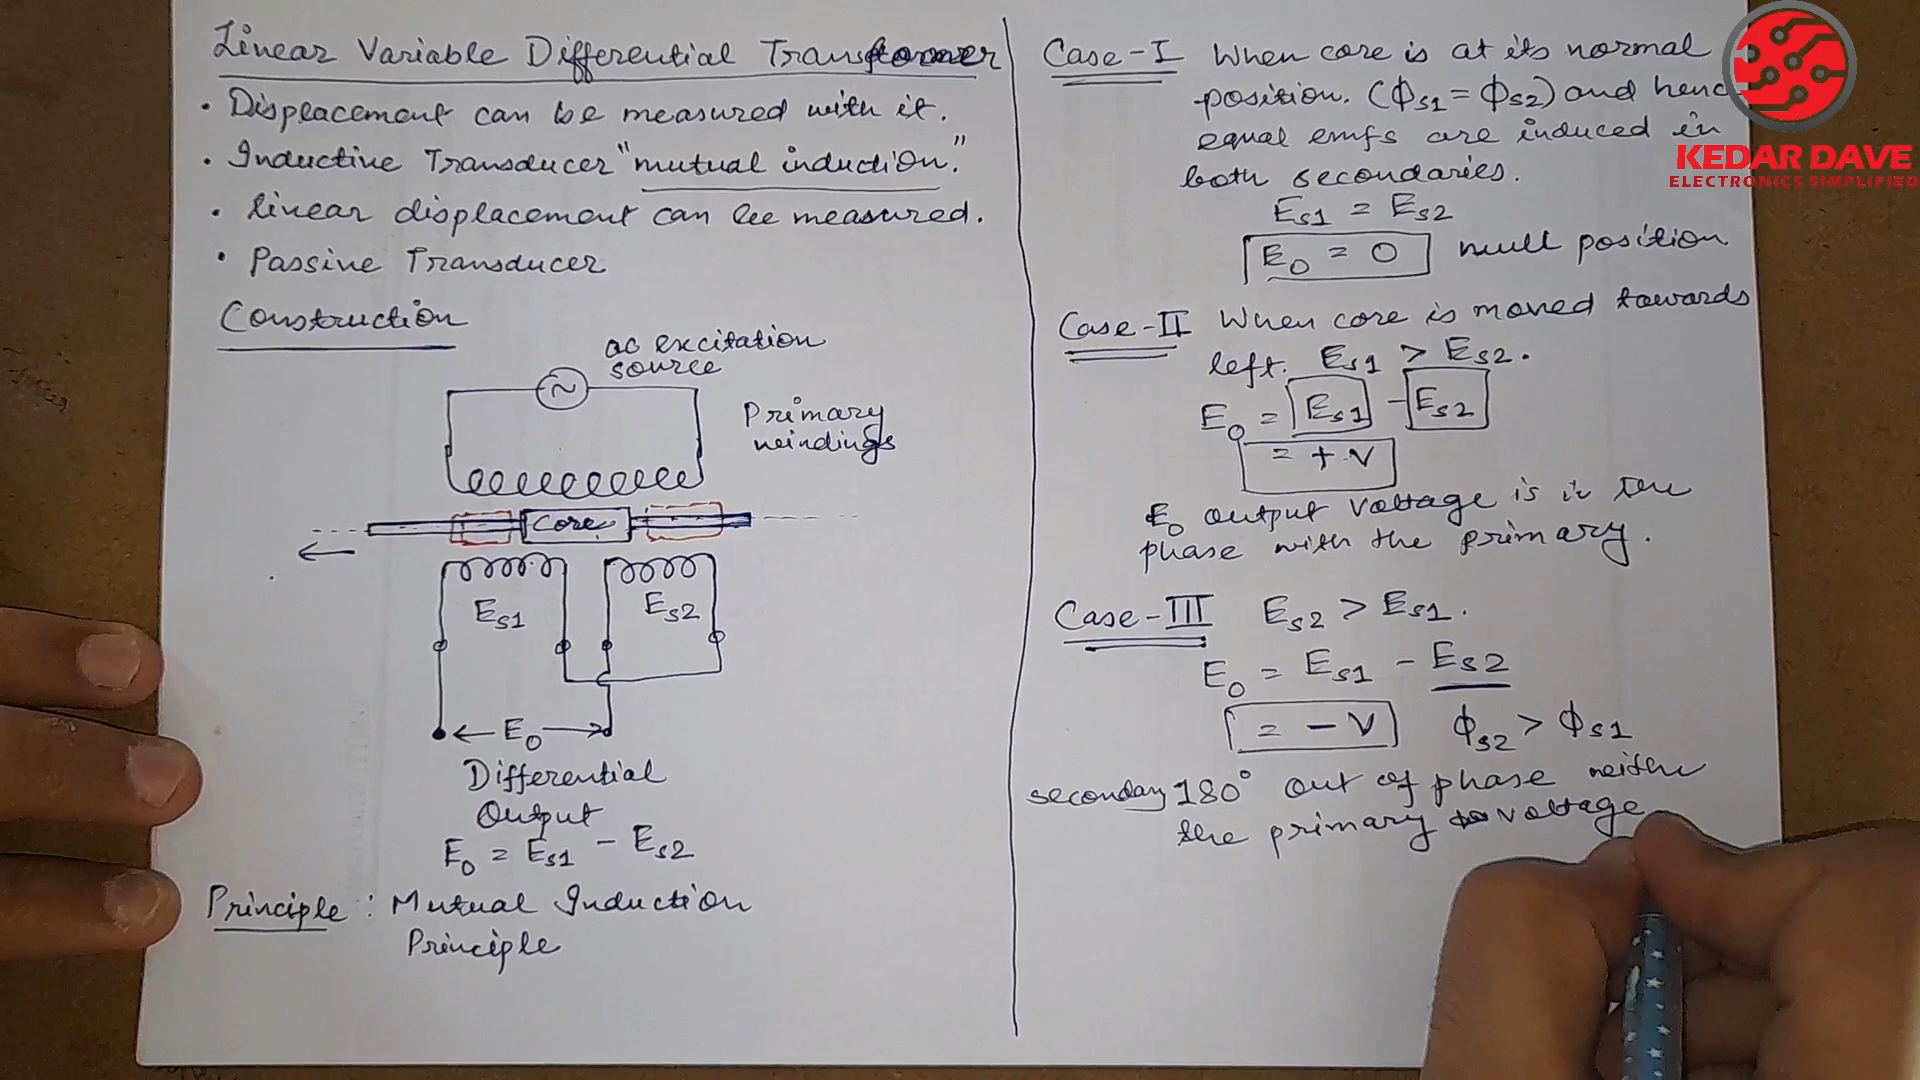 Linear Variable Differential Transformer
• Displacement can be measured with it.
• Inductive Transducer "mutual induction."
• linear displacement can be measured.
• Passive Transducer
Construction
ac excitation
source
Primary
windings
Core
ES1
ES2
E0
Differential
Output
E0 = ES1 - ES2
Principle : Mutual Induction
Principle
Case-I When core is at its normal
position. (ϕS1 = ϕS2) and henc
equal emfs are induced in
both secondaries.
ES1 = ES2
E0 = 0 null position
Case-II When core is moved towards
left. ES1 > ES2.
E0 = ES1 - ES2
= + V
E0 output voltage is in the
phase with the primary.
Case-III ES2 > ES1.
E0 = ES1 - ES2
= - V ϕS2 > ϕS1
secondary 180° out of phase with
the primary voltage
KEDAR DAVE
ELECTRONICS SIMPLIFIED